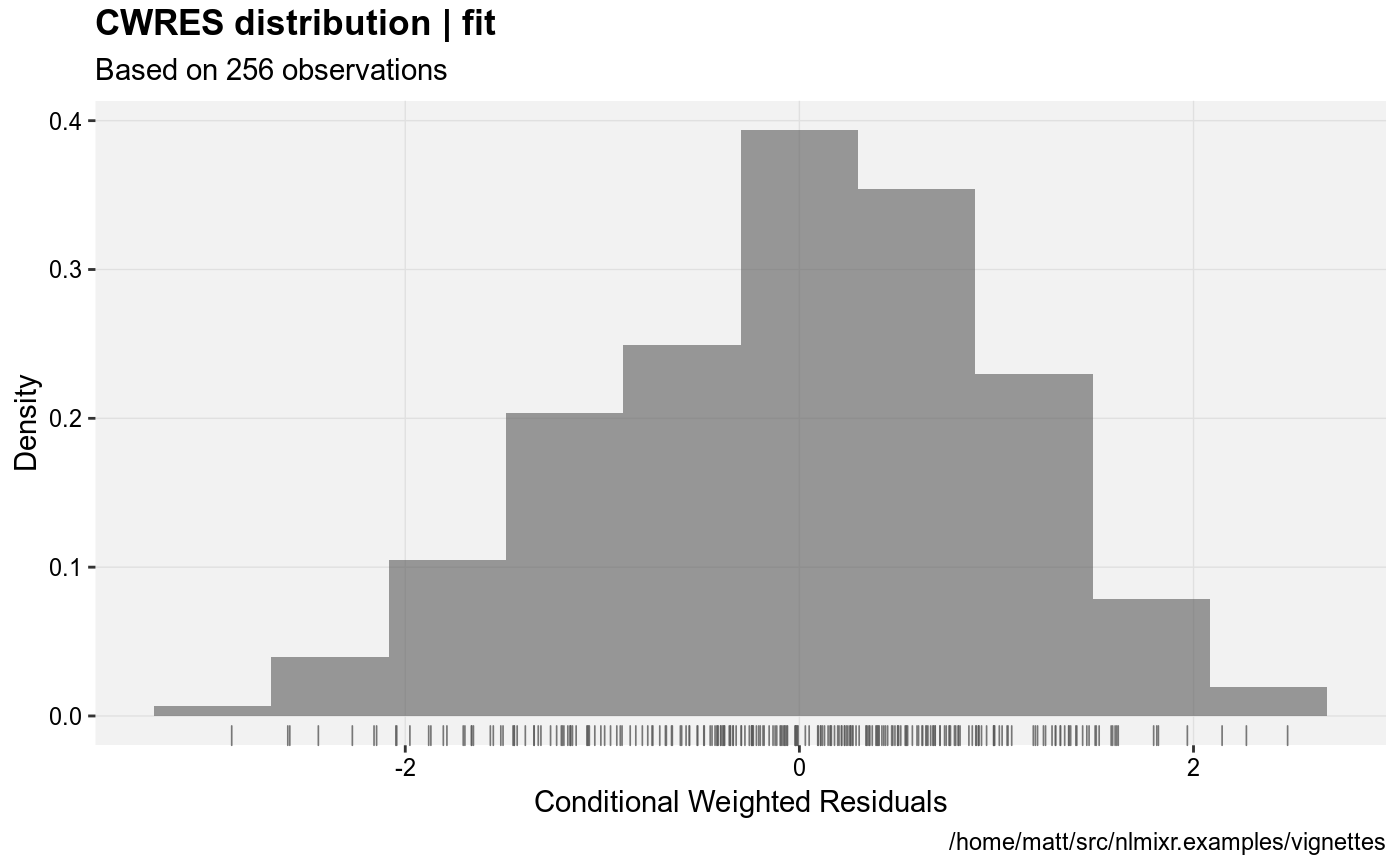 CWRES distribution | fit
Based on 256 observations
0.4
0.3
0.2
0.1
0.0
Density
-2 0 2
Conditional Weighted Residuals
/home/matt/src/nlmixr.examples/vignettes